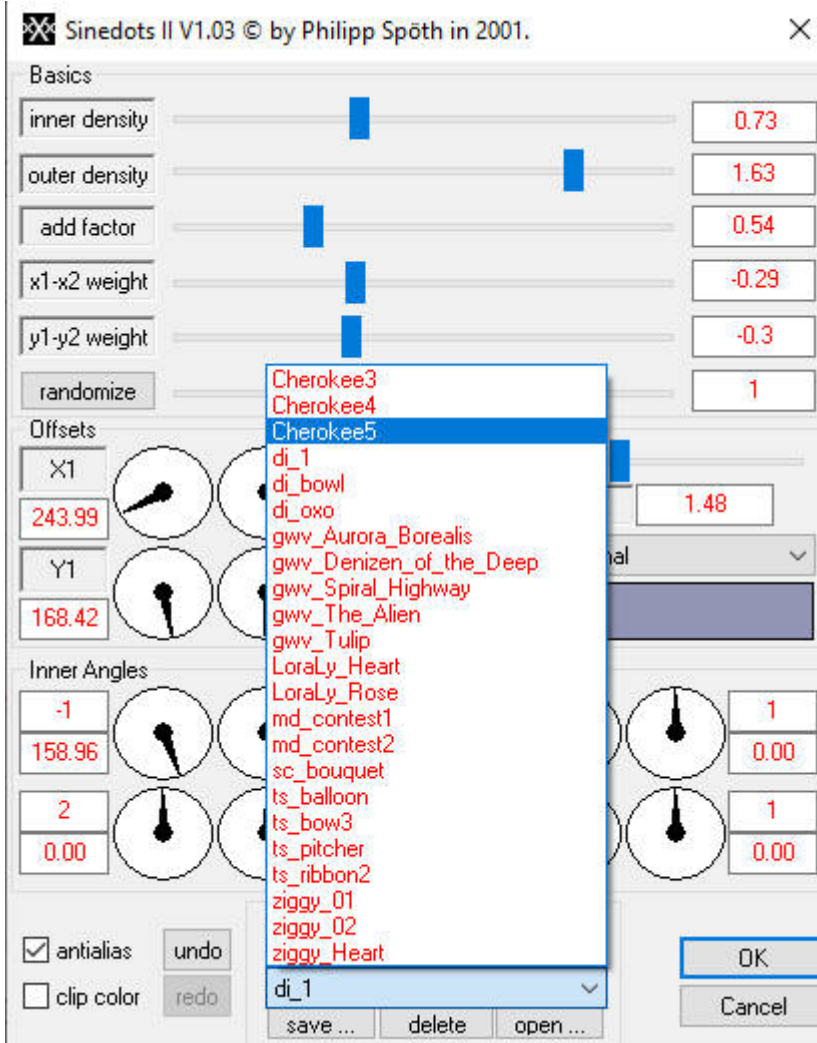 Sinedots II V1.03 © by Philipp Spöth in 2001.
Basics
inner density 0.73
outer density 1.63
add factor 0.54
x1-x2 weight -0.29
y1-y2 weight -0.3
randomize 1
Offsets
X1
243.99
1.48
Y1
168.42
Inner Angles
-1
158.96
1
0.00
2
0.00
1
0.00
Cherokee3
Cherokee4
Cherokee5
di_1
di_bowl
di_oxo
gwv_Aurora_Borealis
gwv_Denizen_of_the_Deep
gwv_Spiral_Highway
gwv_The_Alien
gwv_Tulip
LoraLy_Heart
LoraLy_Rose
md_contest1
md_contest2
sc_bouquet
ts_balloon
ts_bow3
ts_pitcher
ts_ribbon2
ziggy_01
ziggy_02
ziggy_Heart
di_1
antialias undo
clip color redo
save ... delete open ...
OK
Cancel